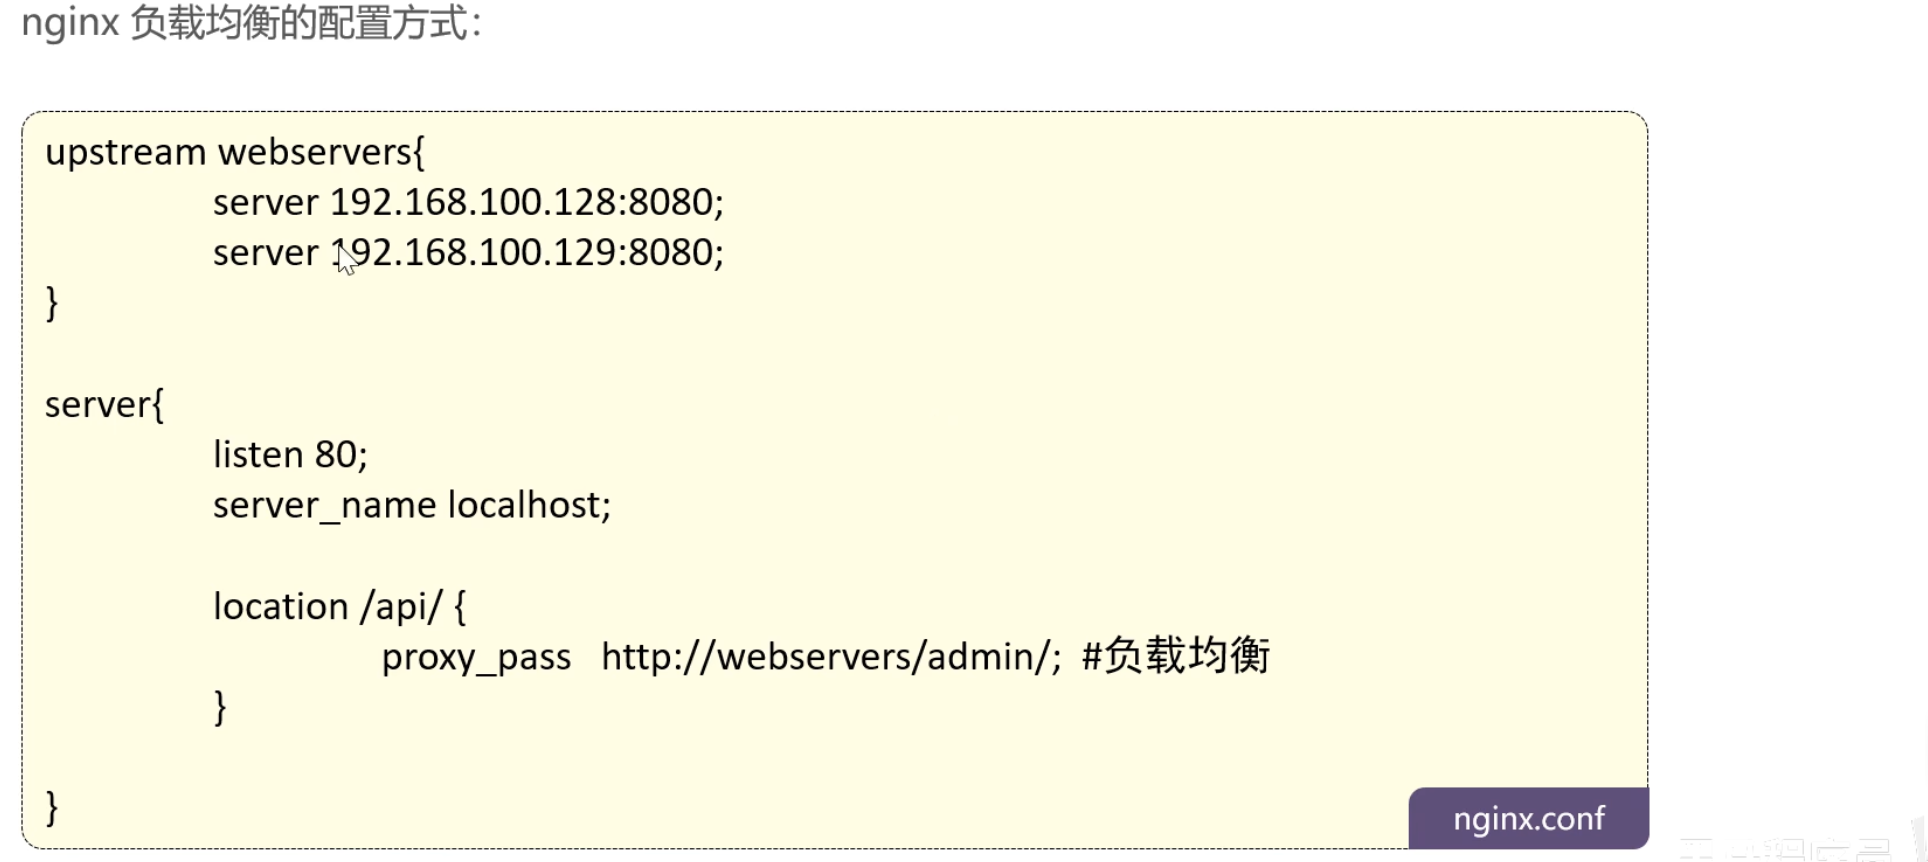 nginx 负载均衡的配置方式：
upstream webservers{
server 192.168.100.128:8080;
server 192.168.100.129:8080;
}
server{
listen 80;
server_name localhost;
location /api/ {
proxy_pass http://webservers/admin/; #负载均衡
}
}
nginx.conf